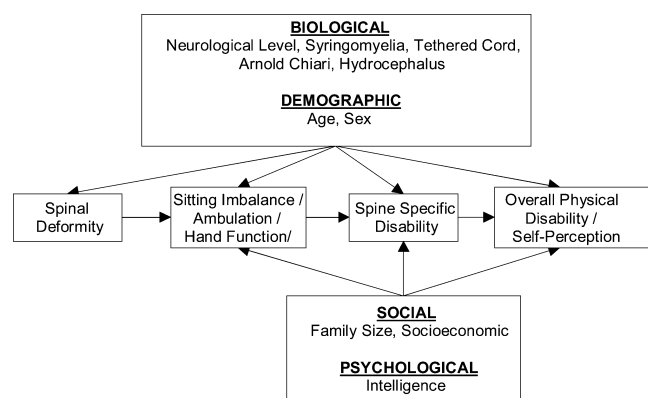 BIOLOGICAL
Neurological Level, Syringomyelia, Tethered Cord,
Arnold Chiari, Hydrocephalus
DEMOGRAPHIC
Age, Sex
Spinal
Deformity
Sitting Imbalance /
Ambulation /
Hand Function/
Spine Specific
Disability
Overall Physical
Disability /
Self-Perception
SOCIAL
Family Size, Socioeconomic
PSYCHOLOGICAL
Intelligence